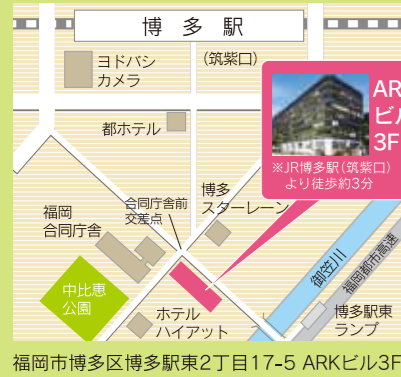 博多駅
ヨドバシ
カメラ
(筑紫口)
都ホテル
AR
ビル
3F
※JR博多駅(筑紫口)
より徒歩約3分
博多
スターレーン
合同庁舎前
交差点
福岡
合同庁舎
中比恵
公園
ホテル
ハイアット
御笠川
福岡都市高速
博多駅東
ランプ
福岡市博多区博多駅東2丁目17-5 ARKビル3F